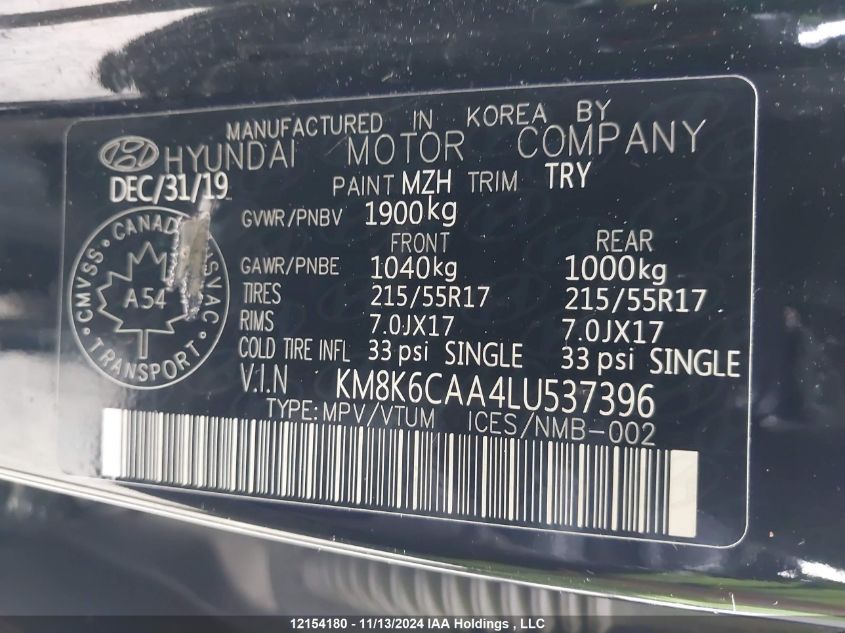 MANUFACTURED IN KOREA BY
HYUNDAI MOTOR COMPANY
DEC/31/19 PAINT MZH TRIM TRY
GVWR/PNBV 1900kg
FRONT REAR
GAWR/PNBE 1040kg 1000kg
TIRES 215/55R17 215/55R17
RIMS 7.0JX17 7.0JX17
COLD TIRE INFL 33 psi SINGLE 33 psi SINGLE
V.I.N KM8K6CAA4LU537396
TYPE:MPV/VTUM ICES/NMB-002
CMVSS • CANADA • NSVAC •
A54
TRANSPORT
12154180 - 11/13/2024 IAA Holdings , LLC